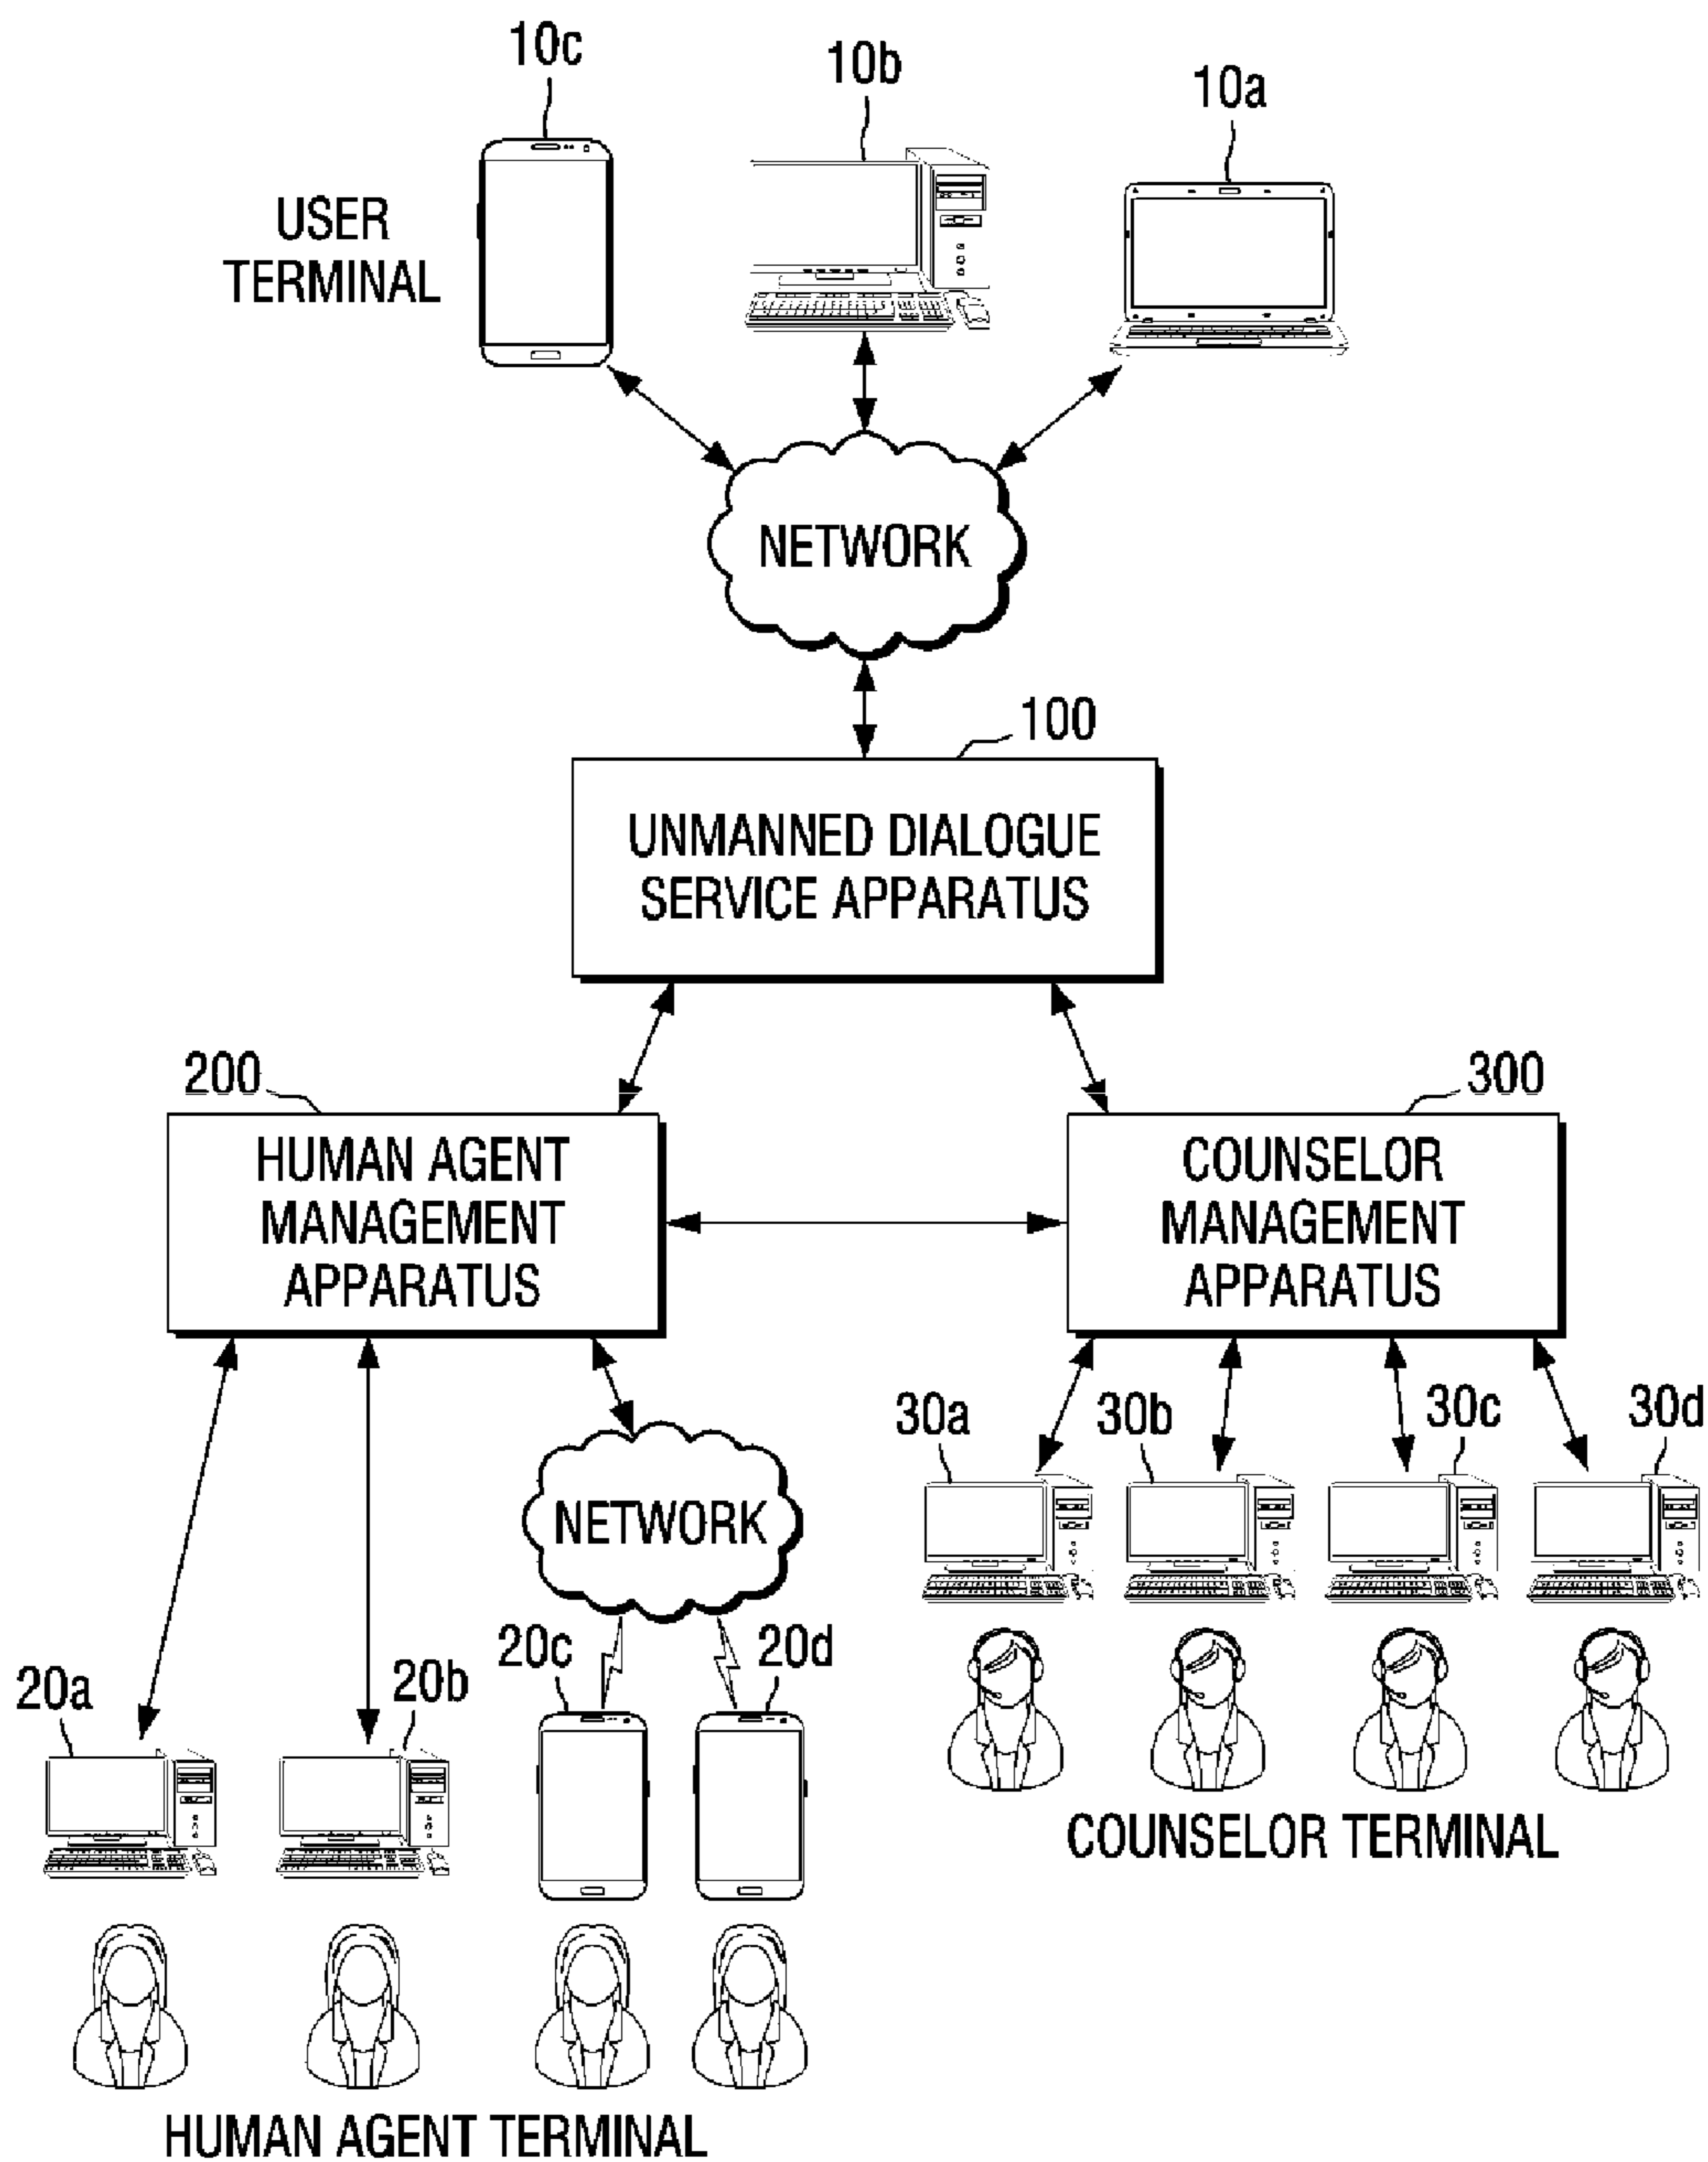 10c
10b
10a
USER
TERMINAL
NETWORK
100
UNMANNED DIALOGUE
SERVICE APPARATUS
200
300
HUMAN AGENT
MANAGEMENT
APPARATUS
COUNSELOR
MANAGEMENT
APPARATUS
30a
30b
30c
30d
NETWORK
20a
20b
20c
20d
COUNSELOR TERMINAL
HUMAN AGENT TERMINAL